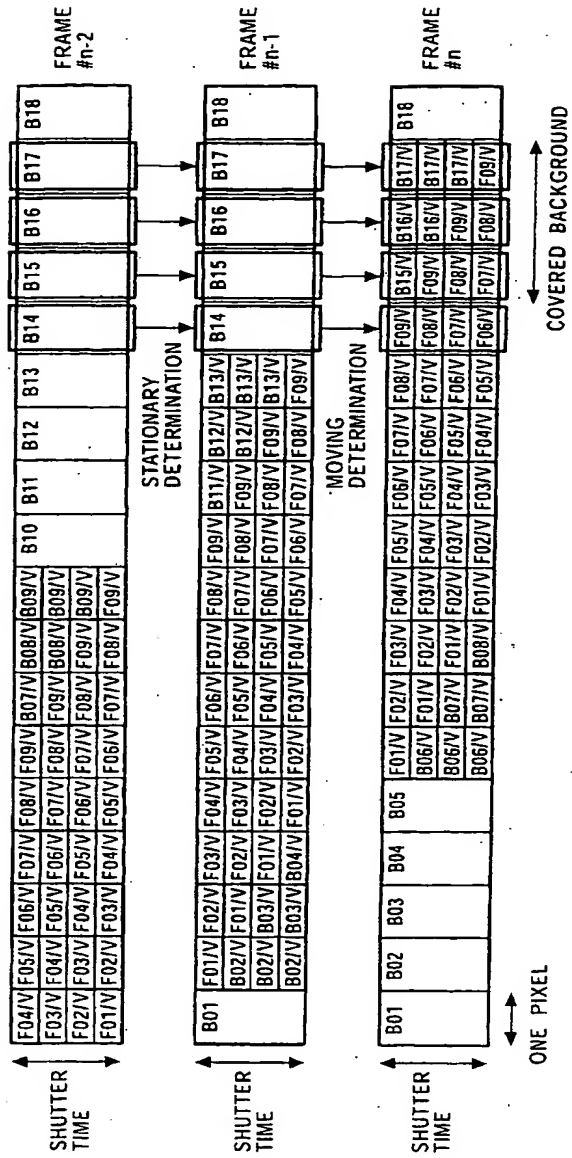 SHUTTER TIME
F04/V F05/V F06/V F07/V F08/V F09/V B07/V B08/V B09/V B10 B11 B12 B13 B14 B15 B16 B17 B18
F03/V F04/V F05/V F06/V F07/V F08/V F09/V B08/V B09/V
F02/V F03/V F04/V F05/V F06/V F07/V F08/V F09/V B09/V
F01/V F02/V F03/V F04/V F05/V F06/V F07/V F08/V F09/V
FRAME
#n-2
STATIONARY
DETERMINATION
SHUTTER TIME
B01 F01/V F02/V F03/V F04/V F05/V F06/V F07/V F08/V F09/V B11/V B12/V B13/V B14 B15 B16 B17 B18
B02/V F01/V F02/V F03/V F04/V F05/V F06/V F07/V F08/V F09/V B12/V B13/V
B02/V B03/V F01/V F02/V F03/V F04/V F05/V F06/V F07/V F08/V F09/V B13/V
B02/V B03/V B04/V F01/V F02/V F03/V F04/V F05/V F06/V F07/V F08/V F09/V
FRAME
#n-1
MOVING
DETERMINATION
SHUTTER TIME
B01 B02 B03 B04 B05 F01/V F02/V F03/V F04/V F05/V F06/V F07/V F08/V F09/V B15/V B16/V B17/V B18
B06/V F01/V F02/V F03/V F04/V F05/V F06/V F07/V F08/V F09/V B16/V B17/V
B06/V B07/V F01/V F02/V F03/V F04/V F05/V F06/V F07/V F08/V F09/V B17/V
B06/V B07/V B08/V F01/V F02/V F03/V F04/V F05/V F06/V F07/V F08/V F09/V
FRAME
#n
ONE PIXEL
COVERED BACKGROUND